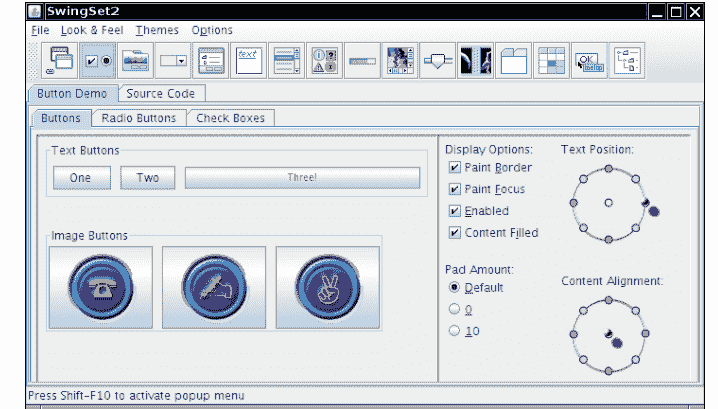 SwingSet2
File Look & Feel Themes Options
text
OK
Button Demo Source Code
Buttons Radio Buttons Check Boxes
Text Buttons
One Two Three!
Image Buttons
Display Options:
Paint Border
Paint Focus
Enabled
Content Filled
Text Position:
Pad Amount:
Default
0
10
Content Alignment:
Press Shift-F10 to activate popup menu